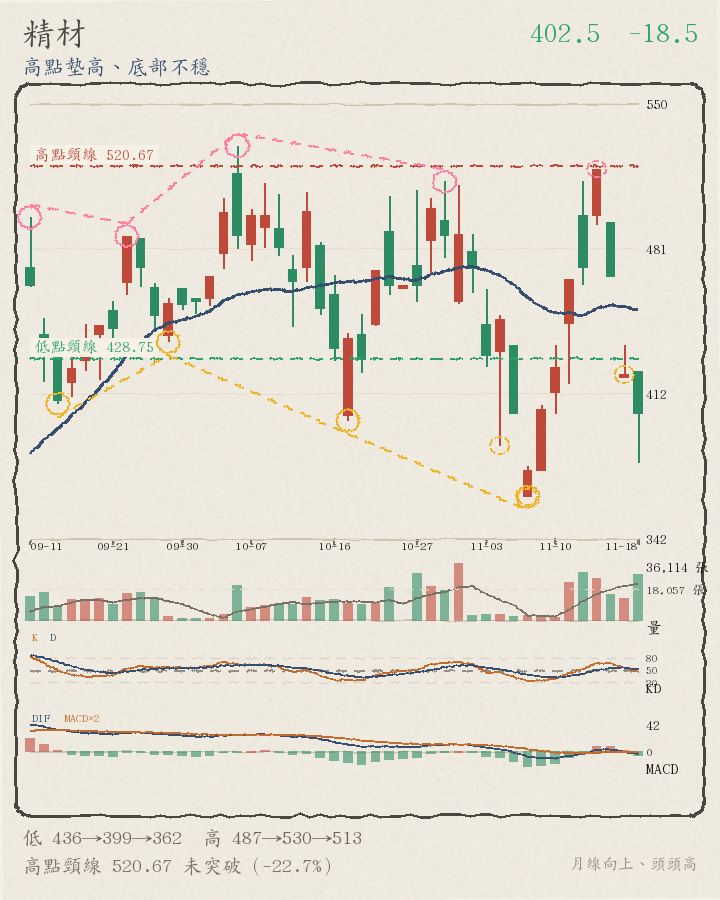 精材
402.5 -18.5
高點墊高、底部不穩
550
高點頸線 520.67
481
低點頸線 428.75
412
342
09-11 09-21 09-30 10-07 10-16 10-27 11-03 11-10 11-18
36,114 張
18,057 張
量
K D
80
50
20
KD
DIF MACD×2
42
0
MACD
低 436→399→362 高 487→530→513
高點頸線 520.67 未突破 (-22.7%)
月線向上、頭頭高